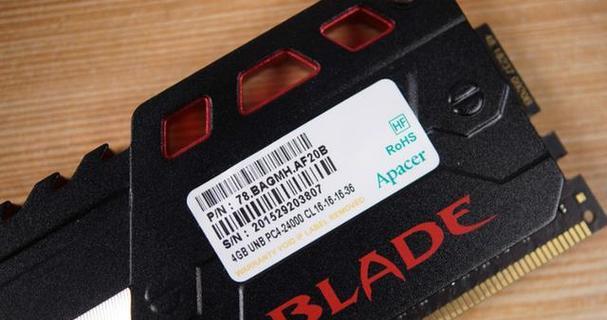 HF
RoHS
Apacer
P/N : 78.BAGMH.AF20B
S/N : 201529203807
4GB UNB PC4-24000 CL16-16-16-36
WARRANTY VOID IF LABEL REMOVED
BLADE